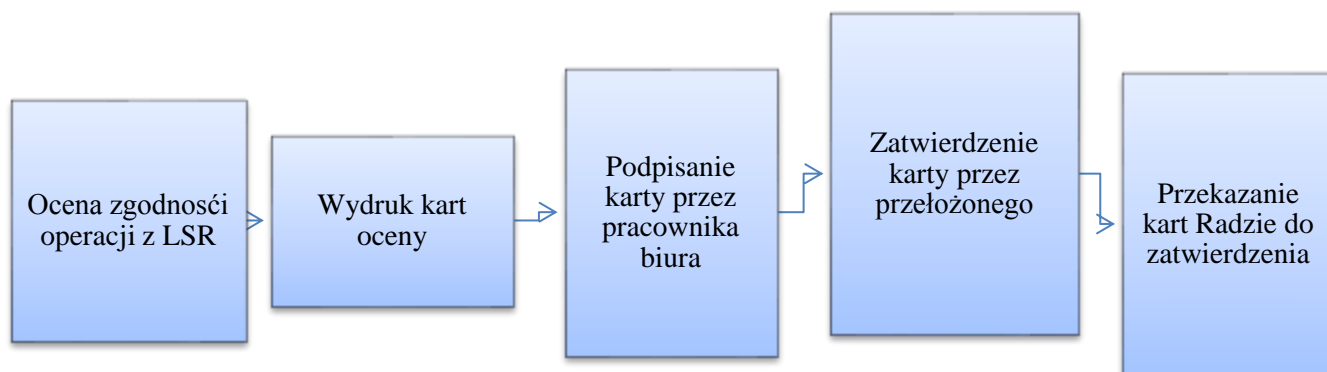 Ocena zgodnosći
operacji z LSR
Wydruk kart
oceny
Podpisanie
karty przez
pracownika
biura
Zatwierdzenie
karty przez
przełożonego
Przekazanie
kart Radzie do
zatwierdzenia